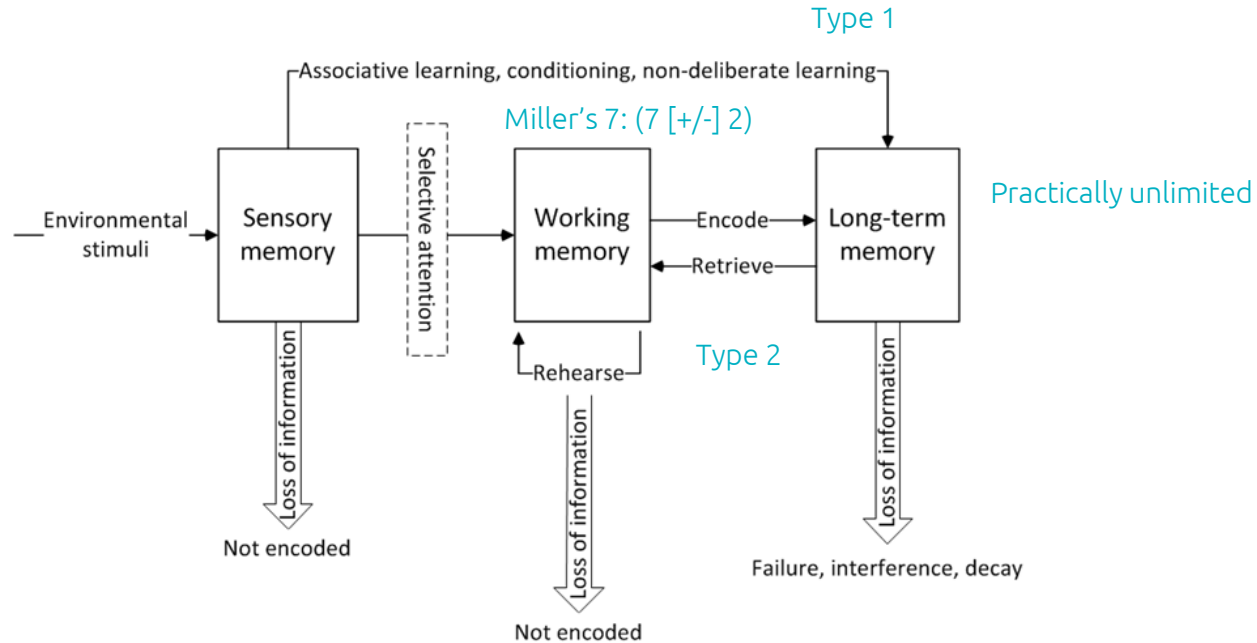 Type 1
Associative learning, conditioning, non-deliberate learning
Miller's 7: (7 [+/-] 2)
Practically unlimited
Environmental
stimuli
Sensory
memory
Selective attention
Working
memory
Encode
Retrieve
Long-term
memory
Rehearse
Type 2
Loss of information
Not encoded
Loss of information
Not encoded
Loss of information
Failure, interference, decay